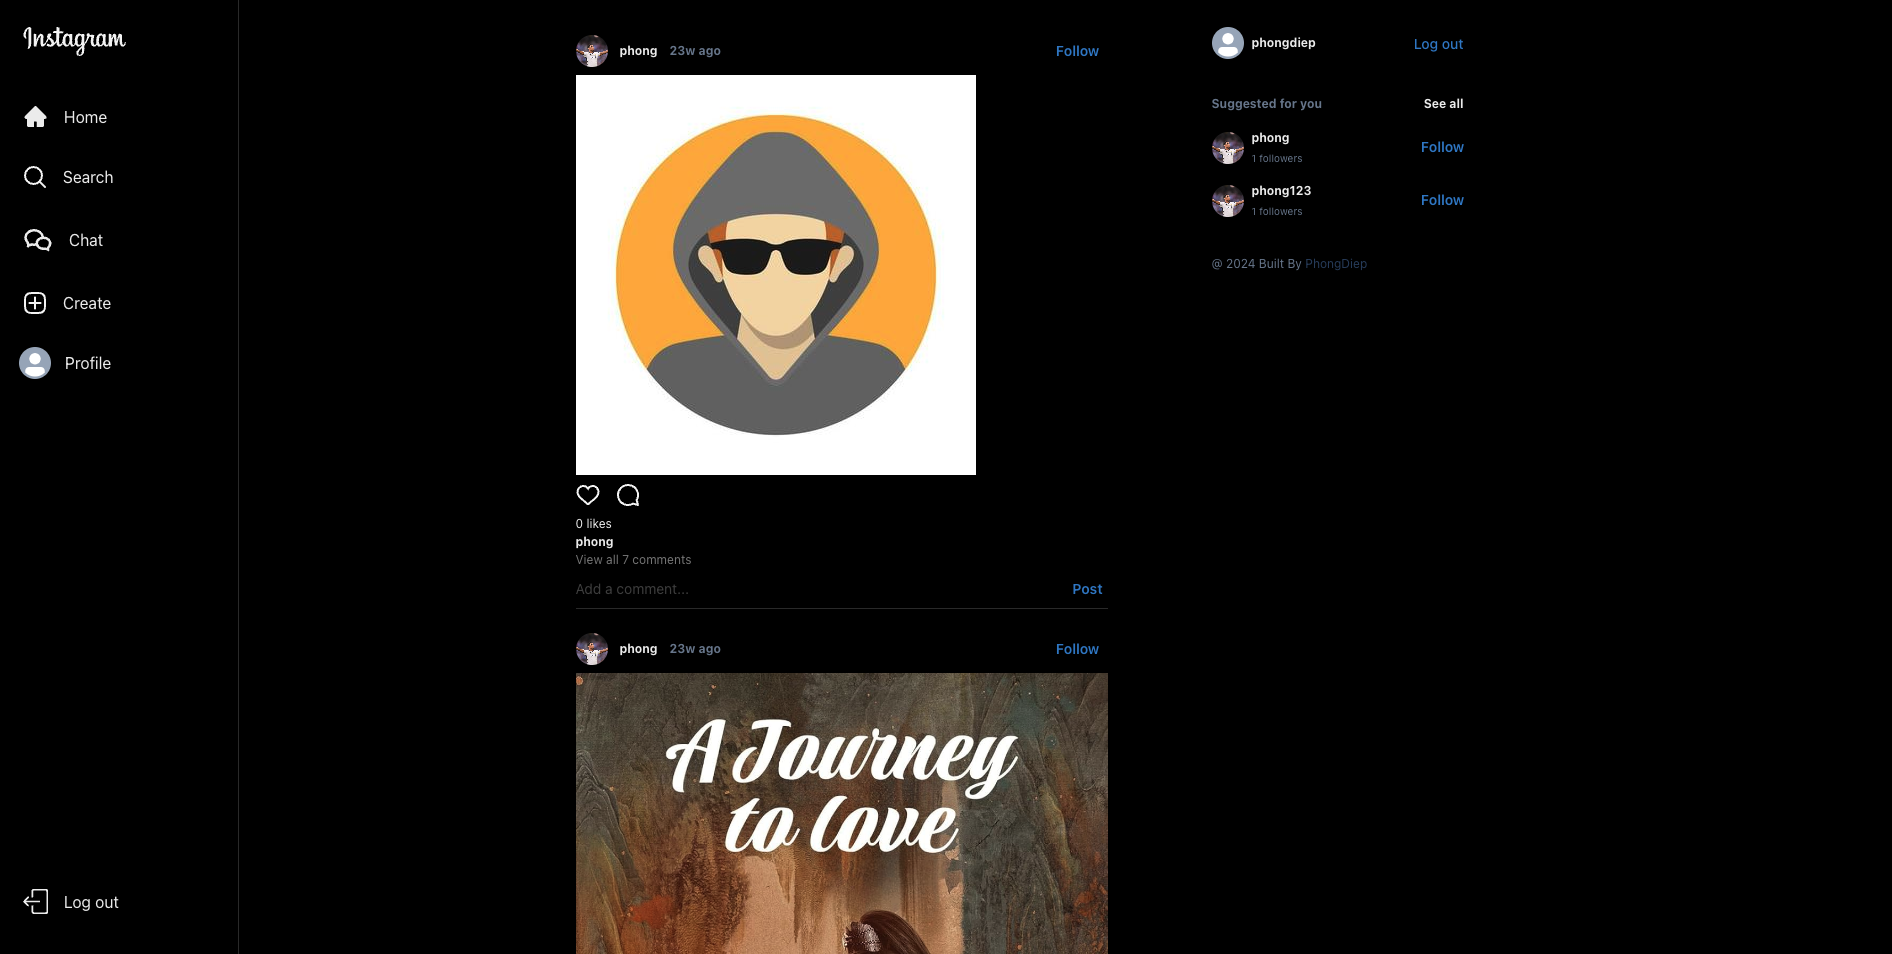 Instagram
Home
Search
Chat
Create
Profile
Log out
phong 23w ago Follow
0 likes
phong
View all 7 comments
Add a comment... Post
phong 23w ago Follow
A Journey
to Love
phongdiep Log out
Suggested for you See all
phong
1 followers
Follow
phong123
1 followers
Follow
@ 2024 Built By PhongDiep